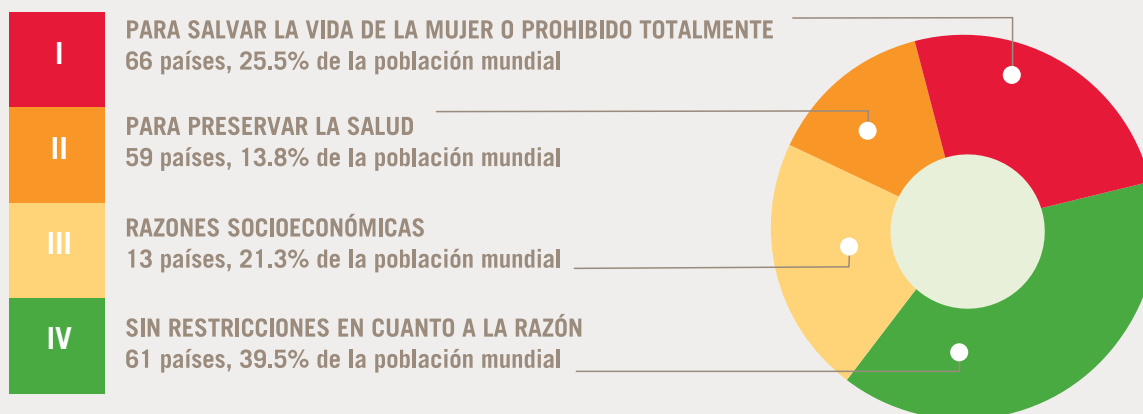 I
PARA SALVAR LA VIDA DE LA MUJER O PROHIBIDO TOTALMENTE
66 países, 25.5% de la población mundial
II
PARA PRESERVAR LA SALUD
59 países, 13.8% de la población mundial
III
RAZONES SOCIOECONÓMICAS
13 países, 21.3% de la población mundial
IV
SIN RESTRICCIONES EN CUANTO A LA RAZÓN
61 países, 39.5% de la población mundial